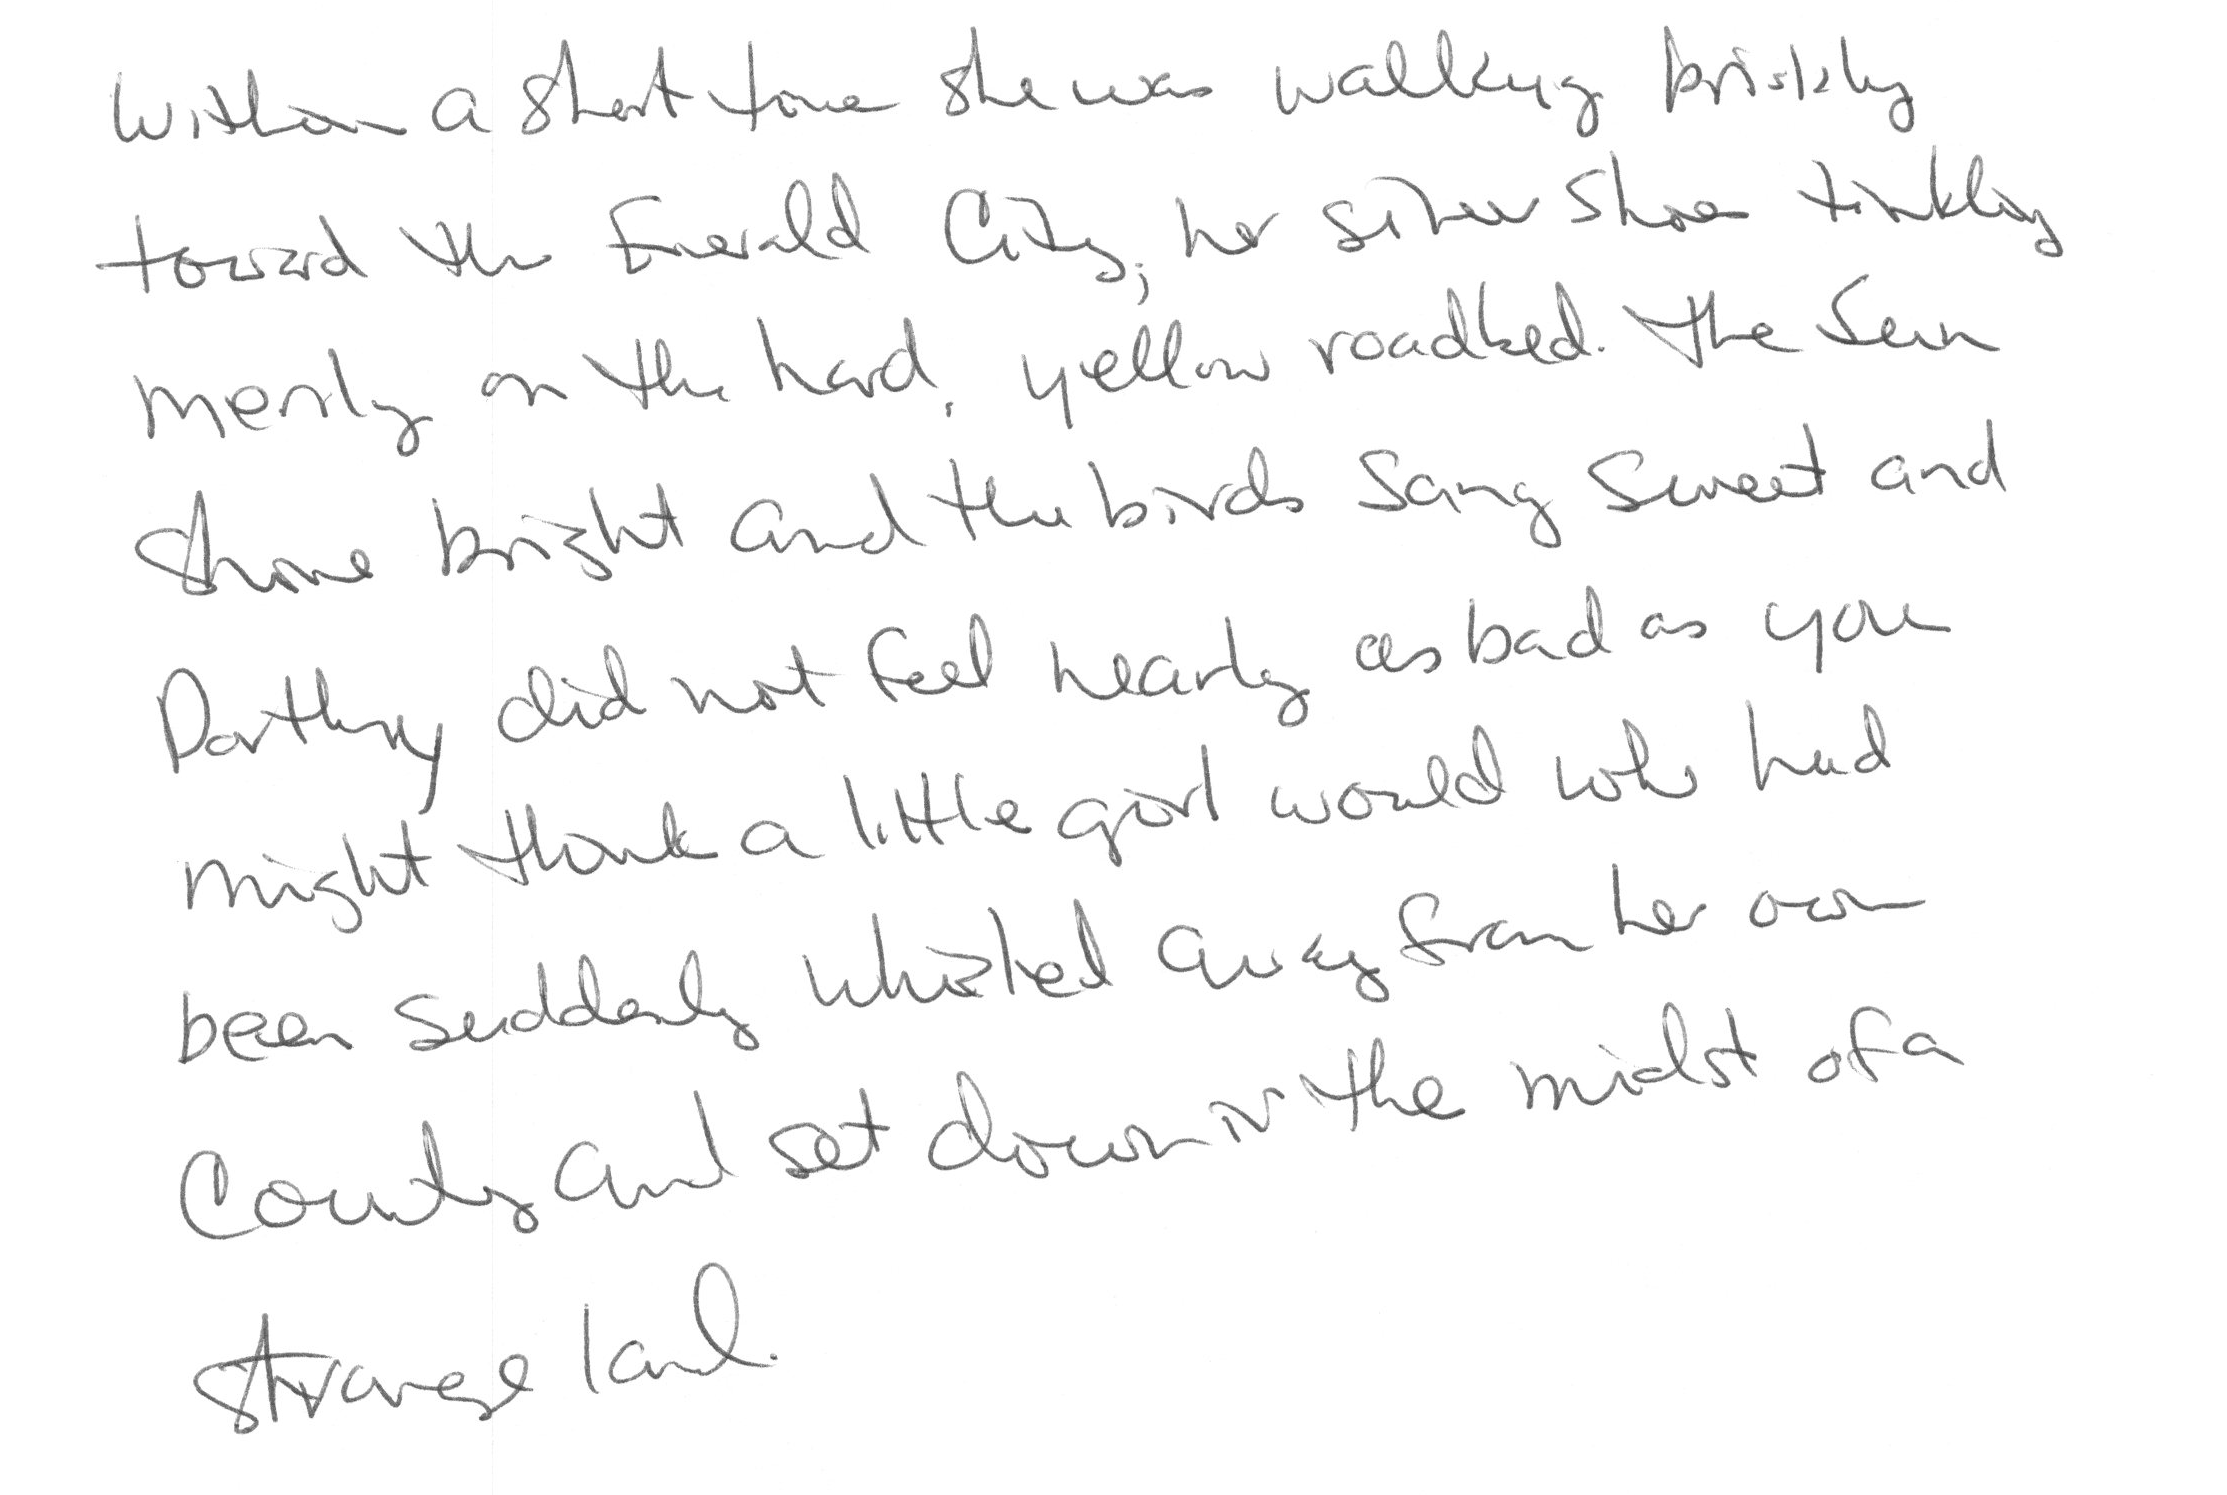 Within a short time she was walking briskly
toward the Emerald City, her silver shoes tinkling
merrily on the hard, yellow roadbed. The sun
shone bright and the birds sang sweet and
Dorthy did not feel nearly as bad as you
might think a little girl would who had
been suddenly whisked away from her own
Country and set down in the midst of a
strange land.